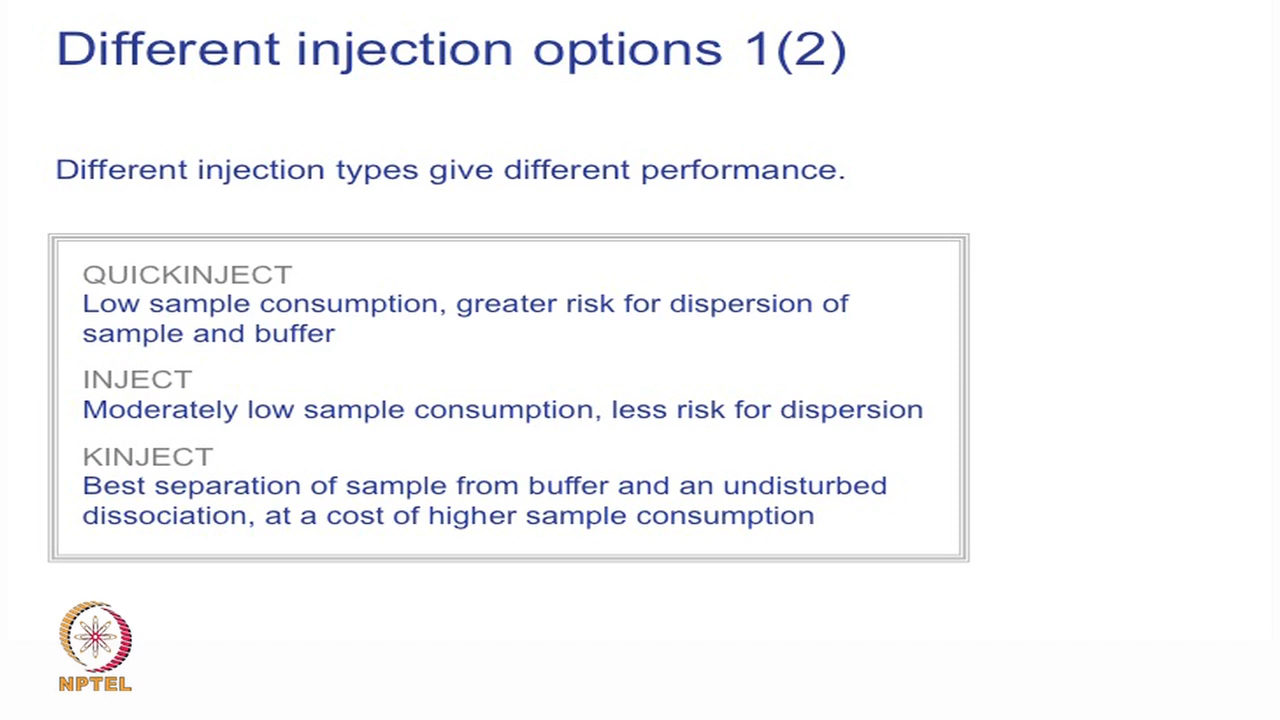 Different injection options 1(2)
Different injection types give different performance.
QUICKINJECT
Low sample consumption, greater risk for dispersion of
sample and buffer
INJECT
Moderately low sample consumption, less risk for dispersion
KINJECT
Best separation of sample from buffer and an undisturbed
dissociation, at a cost of higher sample consumption
NPTEL